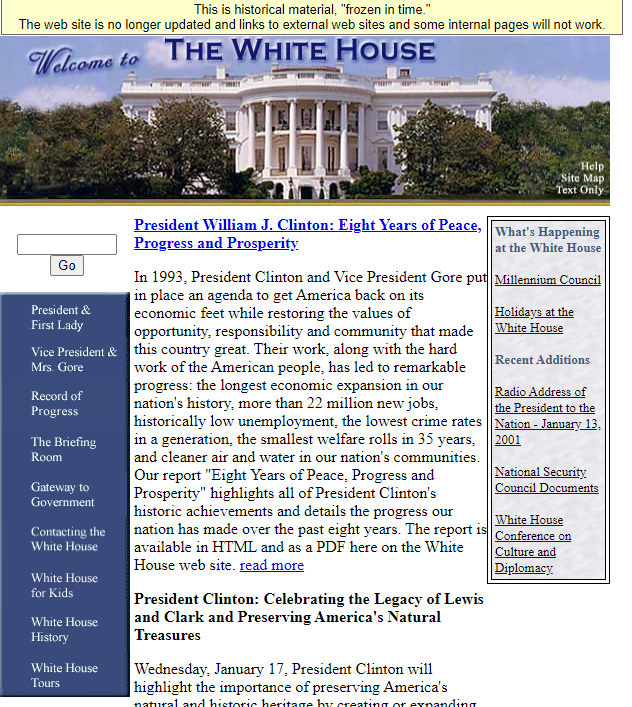 This is historical material, "frozen in time."
The web site is no longer updated and links to external web sites and some internal pages will not work.
Welcome to THE WHITE HOUSE
Help
Site Map
Text Only
Go
President &
First Lady
Vice President &
Mrs. Gore
Record of
Progress
The Briefing
Room
Gateway to
Government
Contacting the
White House
White House
for Kids
White House
History
White House
Tours
President William J. Clinton: Eight Years of Peace,
Progress and Prosperity
In 1993, President Clinton and Vice President Gore put
in place an agenda to get America back on its
economic feet while restoring the values of
opportunity, responsibility and community that made
this country great. Their work, along with the hard
work of the American people, has led to remarkable
progress: the longest economic expansion in our
nation's history, more than 22 million new jobs,
historically low unemployment, the lowest crime rates
in a generation, the smallest welfare rolls in 35 years,
and cleaner air and water in our nation's communities.
Our report "Eight Years of Peace, Progress and
Prosperity" highlights all of President Clinton's
historic achievements and details the progress our
nation has made over the past eight years. The report is
available in HTML and as a PDF here on the White
House web site. read more
President Clinton: Celebrating the Legacy of Lewis
and Clark and Preserving America's Natural
Treasures
Wednesday, January 17, President Clinton will
highlight the importance of preserving America's
natural and historic heritage by creating or expanding
What's Happening
at the White House
Millennium Council
Holidays at the
White House
Recent Additions
Radio Address of
the President to the
Nation - January 13,
2001
National Security
Council Documents
White House
Conference on
Culture and
Diplomacy